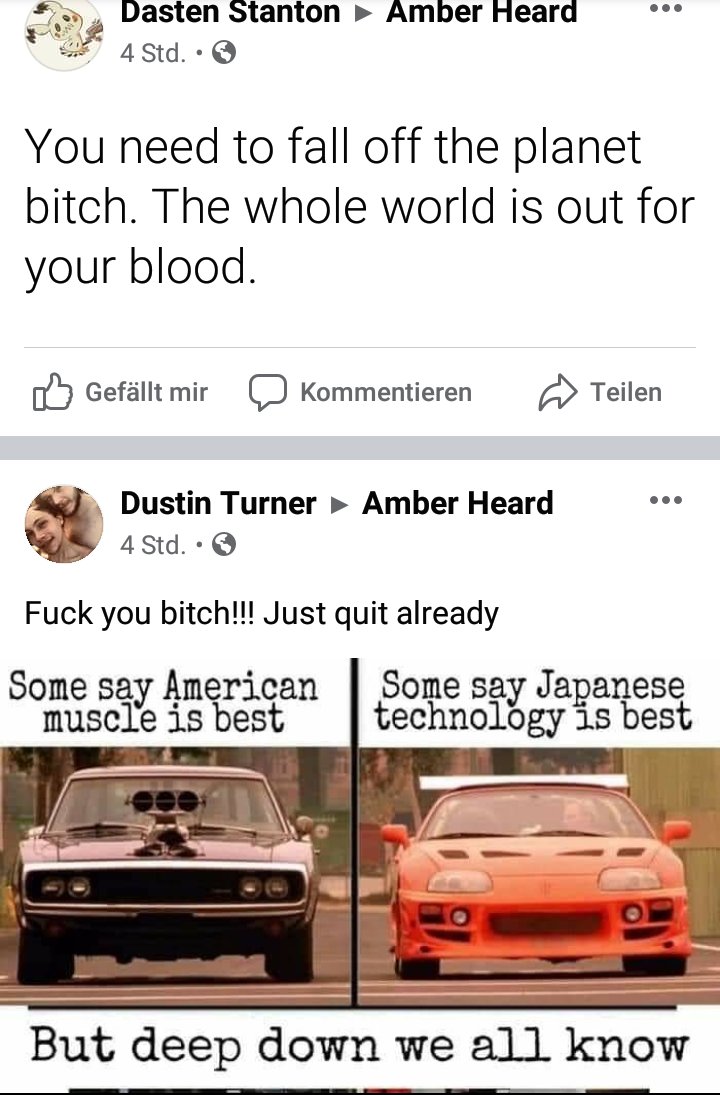 Dasten Stanton ▸ Amber Heard
4 Std. •
You need to fall off the planet
bitch. The whole world is out for
your blood.
Gefällt mir Kommentieren Teilen
Dustin Turner ▸ Amber Heard
4 Std. •
Fuck you bitch!!! Just quit already
Some say American
muscle is best
Some say Japanese
technology is best
But deep down we all know